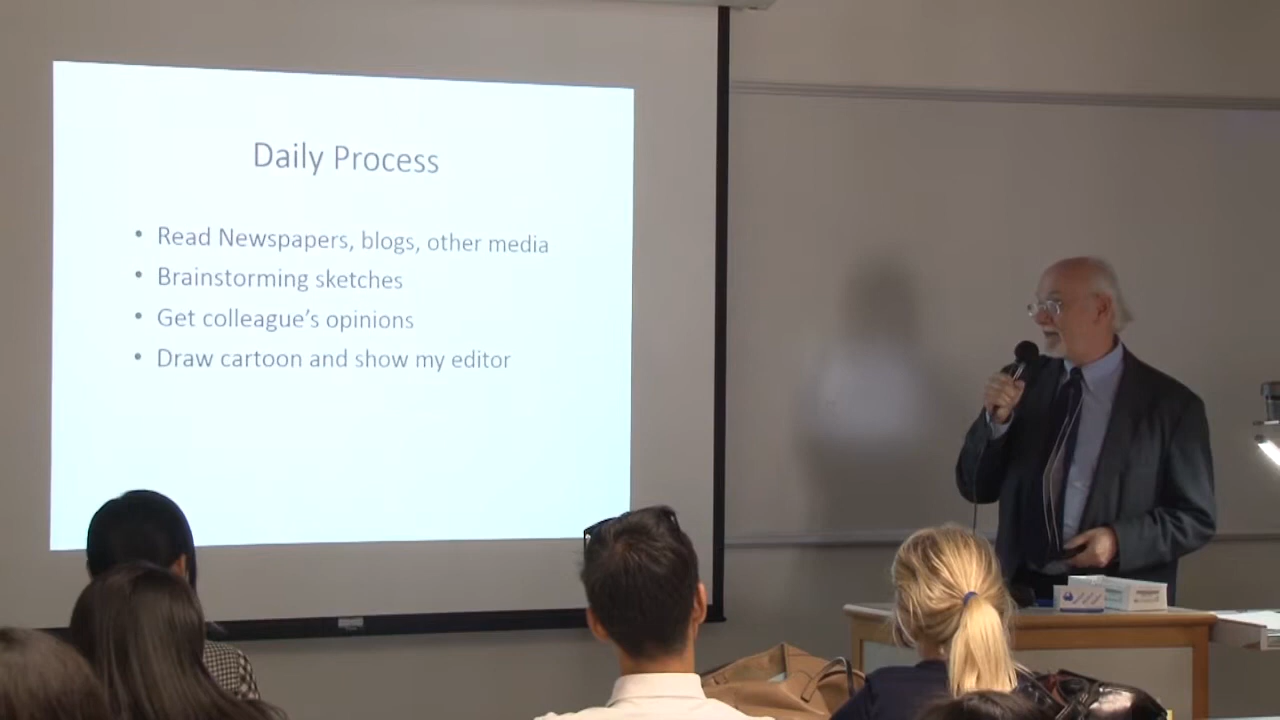 Daily Process
• Read Newspapers, blogs, other media
• Brainstorming sketches
• Get colleague's opinions
• Draw cartoon and show my editor